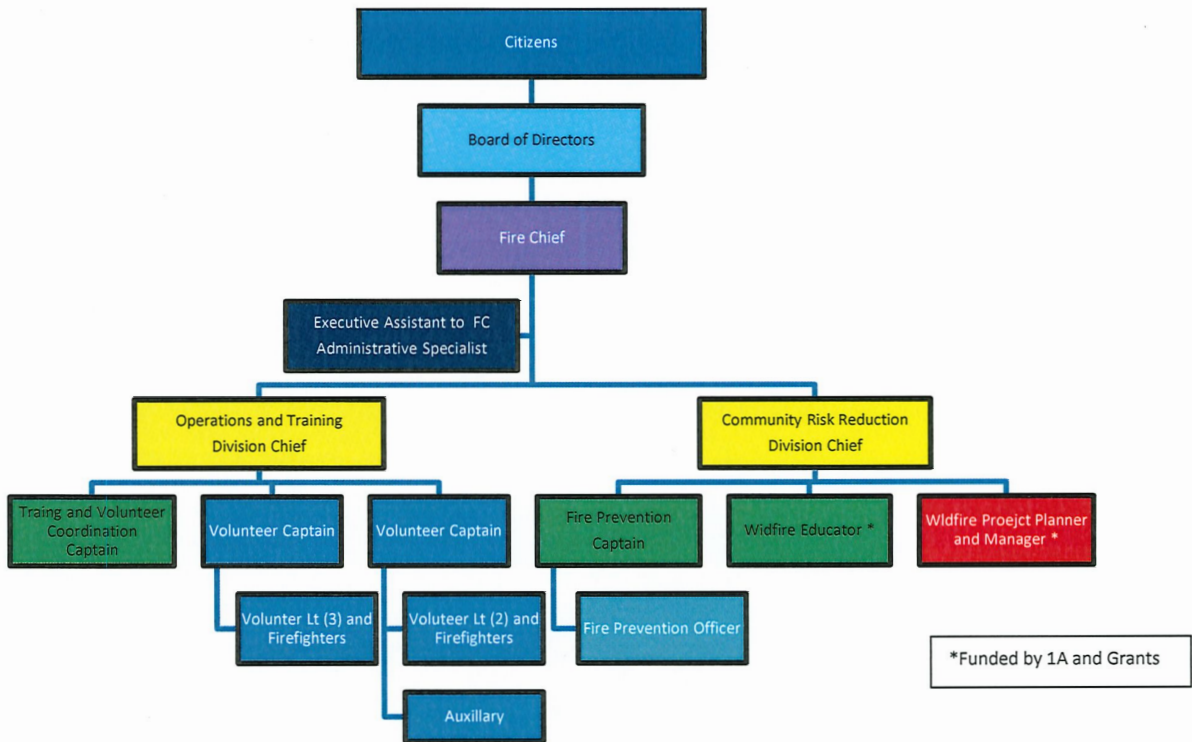 Citizens
Board of Directors
Fire Chief
Executive Assistant to FC
Administrative Specialist
Operations and Training
Division Chief
Community Risk Reduction
Division Chief
Traing and Volunteer
Coordination
Captain
Volunteer Captain
Volunteer Captain
Fire Prevention
Captain
Widfire Educator *
Wldfire Proejct Planner
and Manager *
Volunter Lt (3) and
Firefighters
Voluteer Lt (2) and
Firefighters
Fire Prevention Officer
Auxillary
*Funded by 1A and Grants